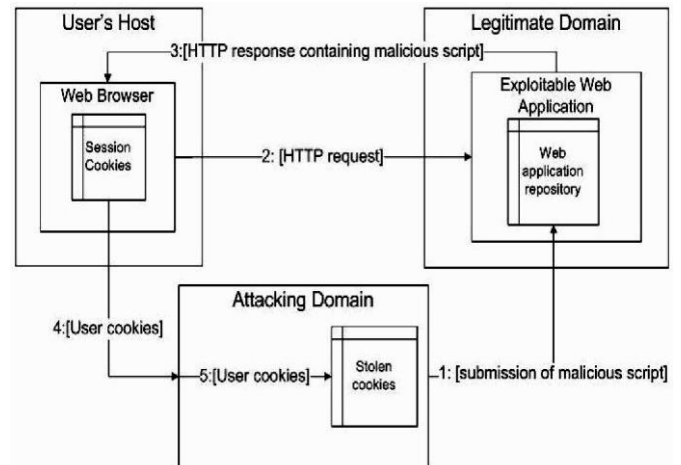 User's Host
Legitimate Domain
3:[HTTP response containing malicious script]
Web Browser
Exploitable Web
Application
Session
Cookies
2: [HTTP request]
Web
application
repository
Attacking Domain
4:[User cookies]
5:[User cookies]
Stolen
cookies
1: [submission of malicious script]